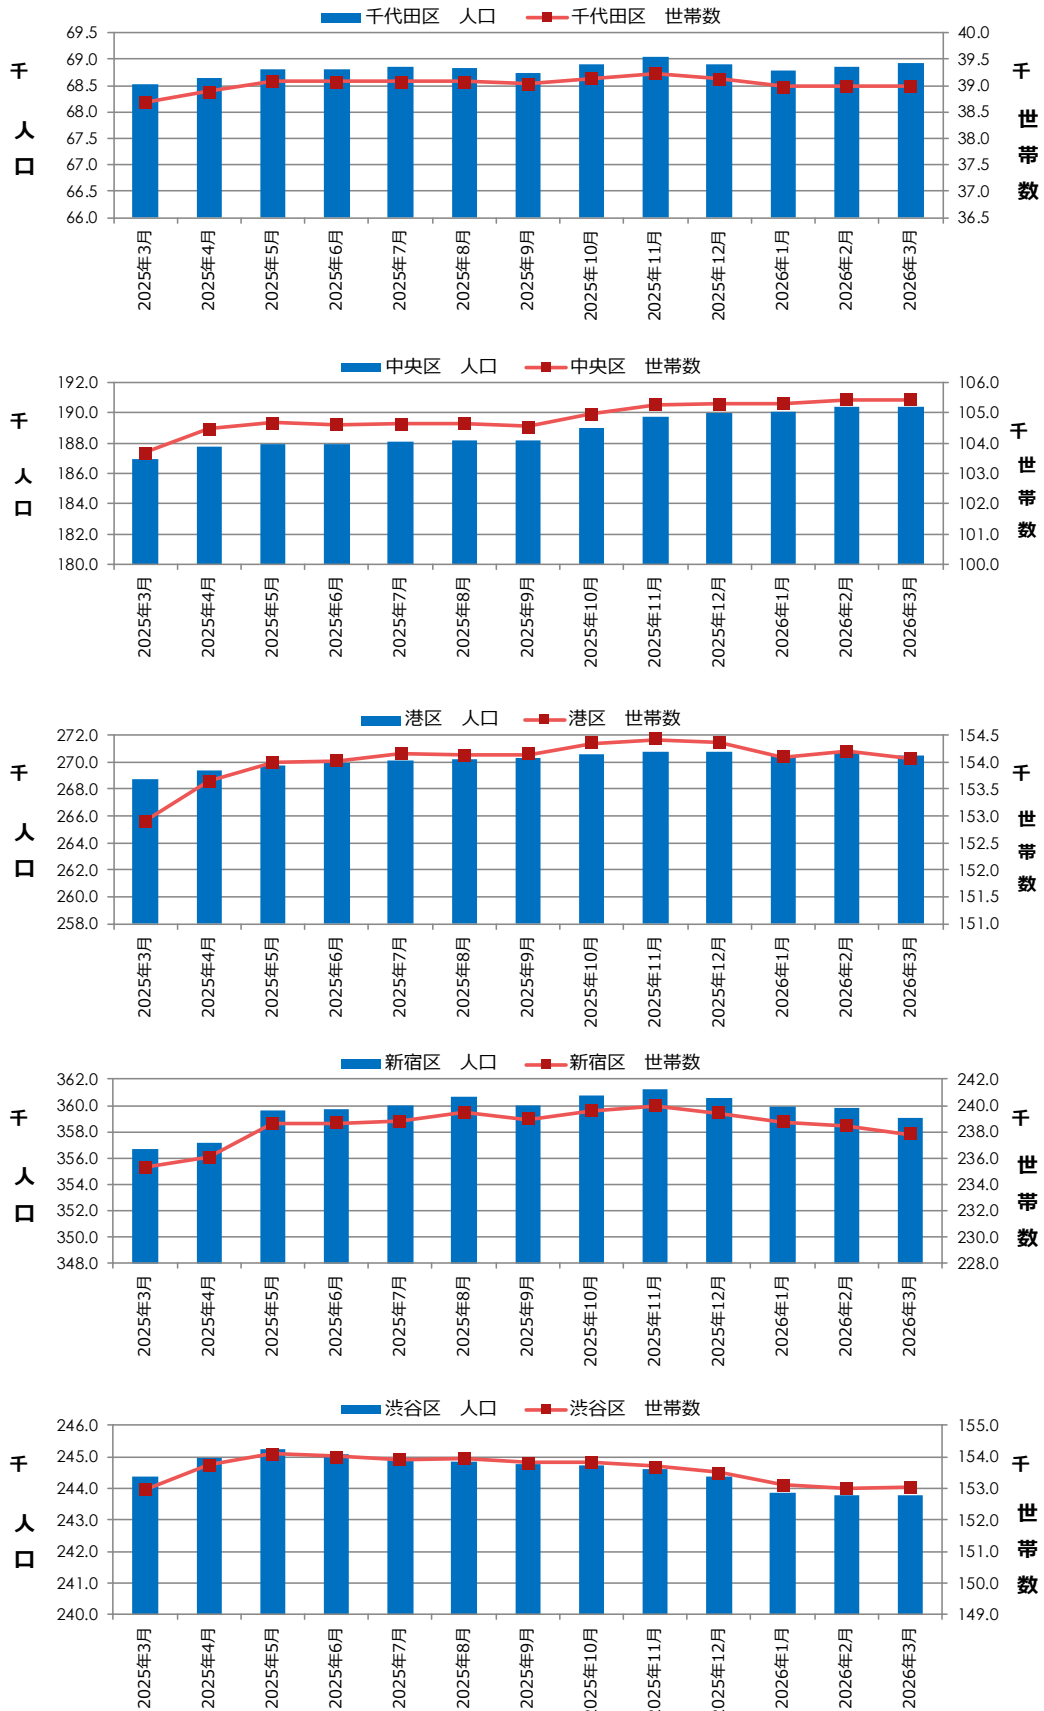 千代田区　人口　千代田区　世帯数
千人口
69.5
69.0
68.5
68.0
67.5
67.0
66.5
66.0
40.0
39.5
39.0
38.5
38.0
37.5
37.0
36.5
千世帯数
2025年3月
2025年4月
2025年5月
2025年6月
2025年7月
2025年8月
2025年9月
2025年10月
2025年11月
2025年12月
2026年1月
2026年2月
2026年3月
中央区　人口　中央区　世帯数
千人口
192.0
190.0
188.0
186.0
184.0
182.0
180.0
106.0
105.0
104.0
103.0
102.0
101.0
100.0
千世帯数
2025年3月
2025年4月
2025年5月
2025年6月
2025年7月
2025年8月
2025年9月
2025年10月
2025年11月
2025年12月
2026年1月
2026年2月
2026年3月
港区　人口　港区　世帯数
千人口
272.0
270.0
268.0
266.0
264.0
262.0
260.0
258.0
154.5
154.0
153.5
153.0
152.5
152.0
151.5
151.0
千世帯数
2025年3月
2025年4月
2025年5月
2025年6月
2025年7月
2025年8月
2025年9月
2025年10月
2025年11月
2025年12月
2026年1月
2026年2月
2026年3月
新宿区　人口　新宿区　世帯数
千人口
362.0
360.0
358.0
356.0
354.0
352.0
350.0
348.0
242.0
240.0
238.0
236.0
234.0
232.0
230.0
228.0
千世帯数
2025年3月
2025年4月
2025年5月
2025年6月
2025年7月
2025年8月
2025年9月
2025年10月
2025年11月
2025年12月
2026年1月
2026年2月
2026年3月
渋谷区　人口　渋谷区　世帯数
千人口
246.0
245.0
244.0
243.0
242.0
241.0
240.0
155.0
154.0
153.0
152.0
151.0
150.0
149.0
千世帯数
2025年3月
2025年4月
2025年5月
2025年6月
2025年7月
2025年8月
2025年9月
2025年10月
2025年11月
2025年12月
2026年1月
2026年2月
2026年3月